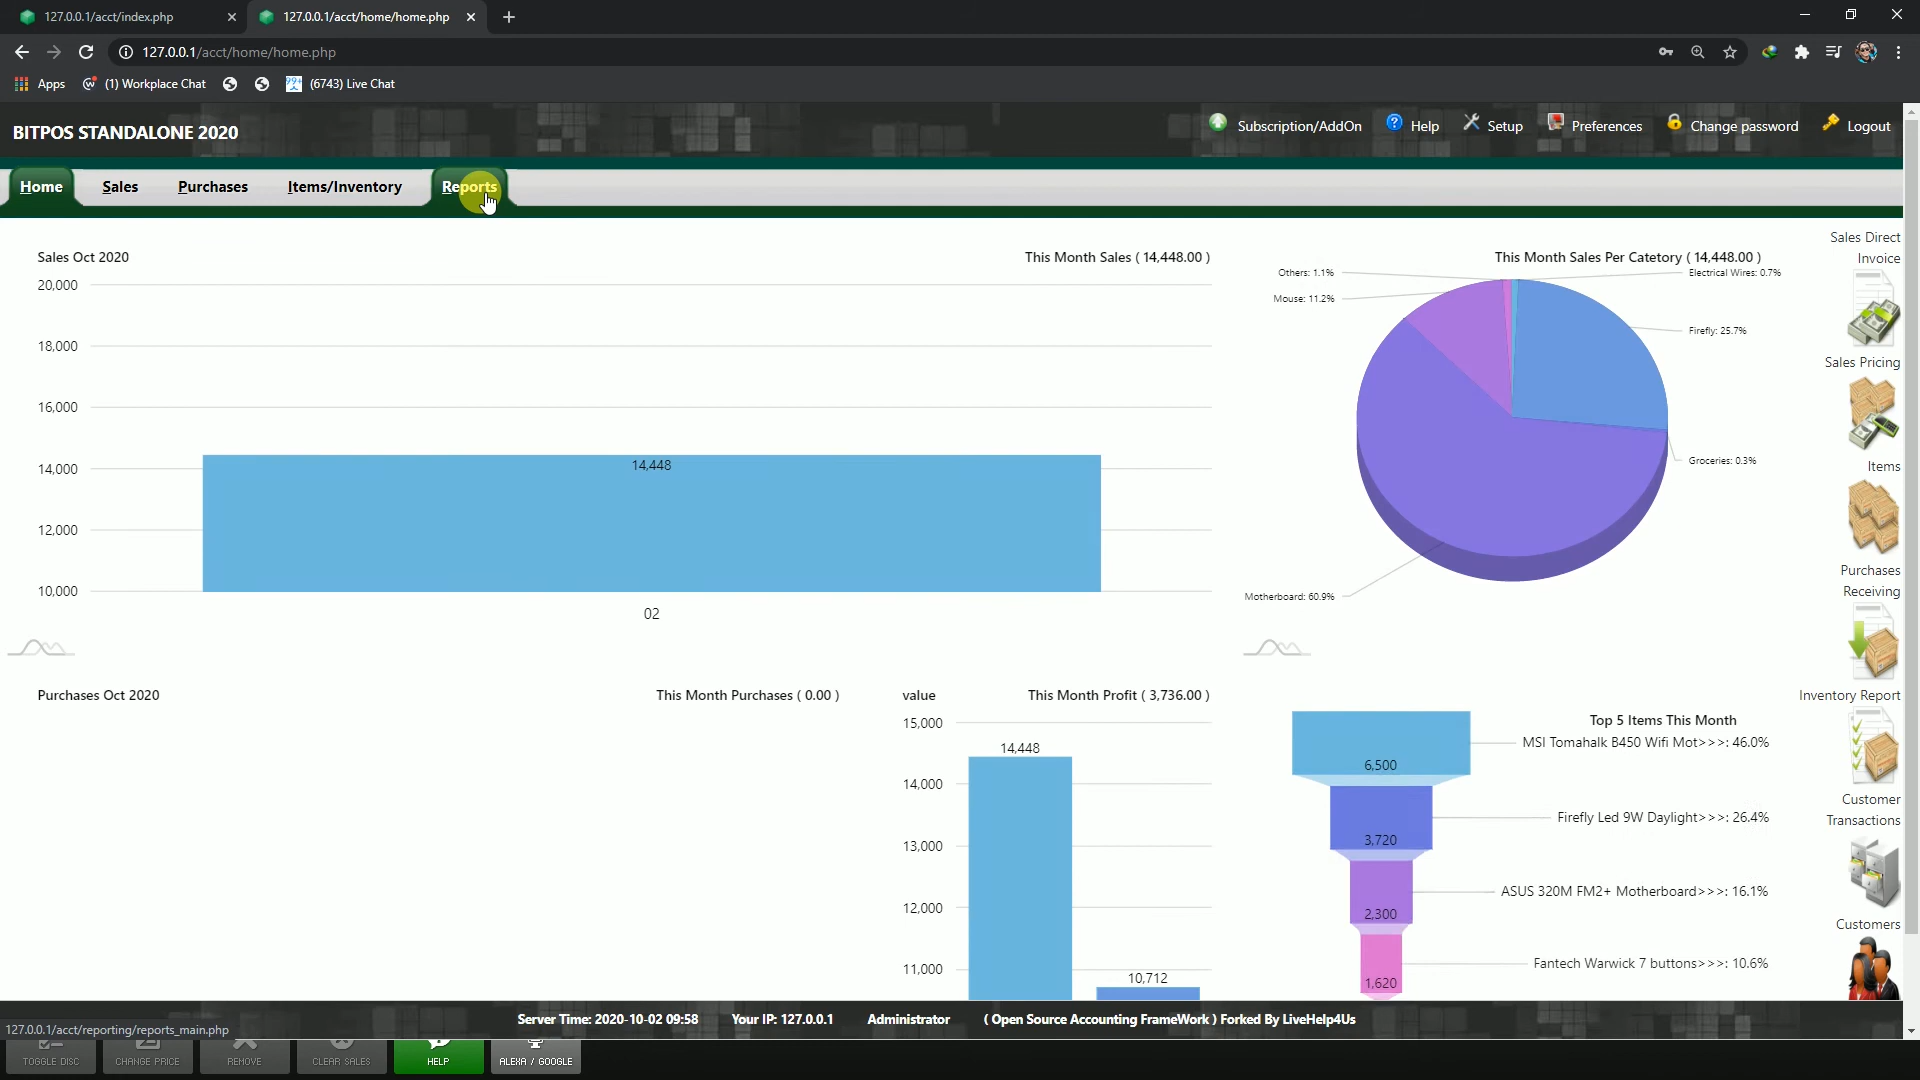 127.0.0.1/acct/index.php
127.0.0.1/acct/home/home.php
127.0.0.1/acct/home/home.php
Apps
(1) Workplace Chat
(6743) Live Chat
BITPOS STANDALONE 2020
Subscription/AddOn
Help
Setup
Preferences
Change password
Logout
Home
Sales
Purchases
Items/Inventory
Reports
Sales Oct 2020
This Month Sales ( 14,448.00 )
20,000
18,000
16,000
14,000
12,000
10,000
14,448
02
This Month Sales Per Catetory ( 14,448.00 )
Others: 1.1%
Electrical Wires: 0.7%
Mouse: 11.2%
Firefly: 25.7%
Groceries: 0.3%
Motherboard: 60.9%
Sales Direct
Invoice
Sales Pricing
Items
Purchases
Receiving
Inventory Report
Customer
Transactions
Customers
Purchases Oct 2020
This Month Purchases ( 0.00 )
value
This Month Profit ( 3,736.00 )
15,000
14,000
13,000
12,000
11,000
14,448
10,712
Top 5 Items This Month
MSI Tomahalk B450 Wifi Mot>>>: 46.0%
6,500
Firefly Led 9W Daylight>>>: 26.4%
3,720
ASUS 320M FM2+ Motherboard>>>: 16.1%
2,300
Fantech Warwick 7 buttons>>>: 10.6%
1,620
Server Time: 2020-10-02 09:58
Your IP: 127.0.0.1
Administrator
( Open Source Accounting FrameWork ) Forked By LiveHelp4Us
127.0.0.1/acct/reporting/reports_main.php
TOGGLE DISC
CHANGE PRICE
REMOVE
CLEAR SALES
HELP
ALEXA / GOOGLE